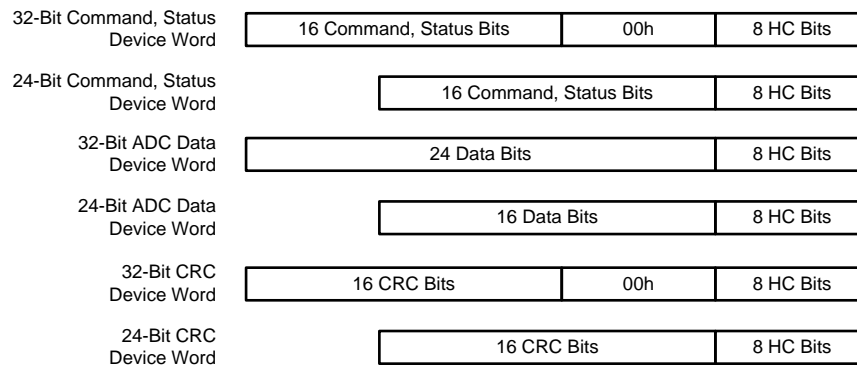 32-Bit Command, Status
Device Word
16 Command, Status Bits
00h
8 HC Bits
24-Bit Command, Status
Device Word
16 Command, Status Bits
8 HC Bits
32-Bit ADC Data
Device Word
24 Data Bits
8 HC Bits
24-Bit ADC Data
Device Word
16 Data Bits
8 HC Bits
32-Bit CRC
Device Word
16 CRC Bits
00h
8 HC Bits
24-Bit CRC
Device Word
16 CRC Bits
8 HC Bits